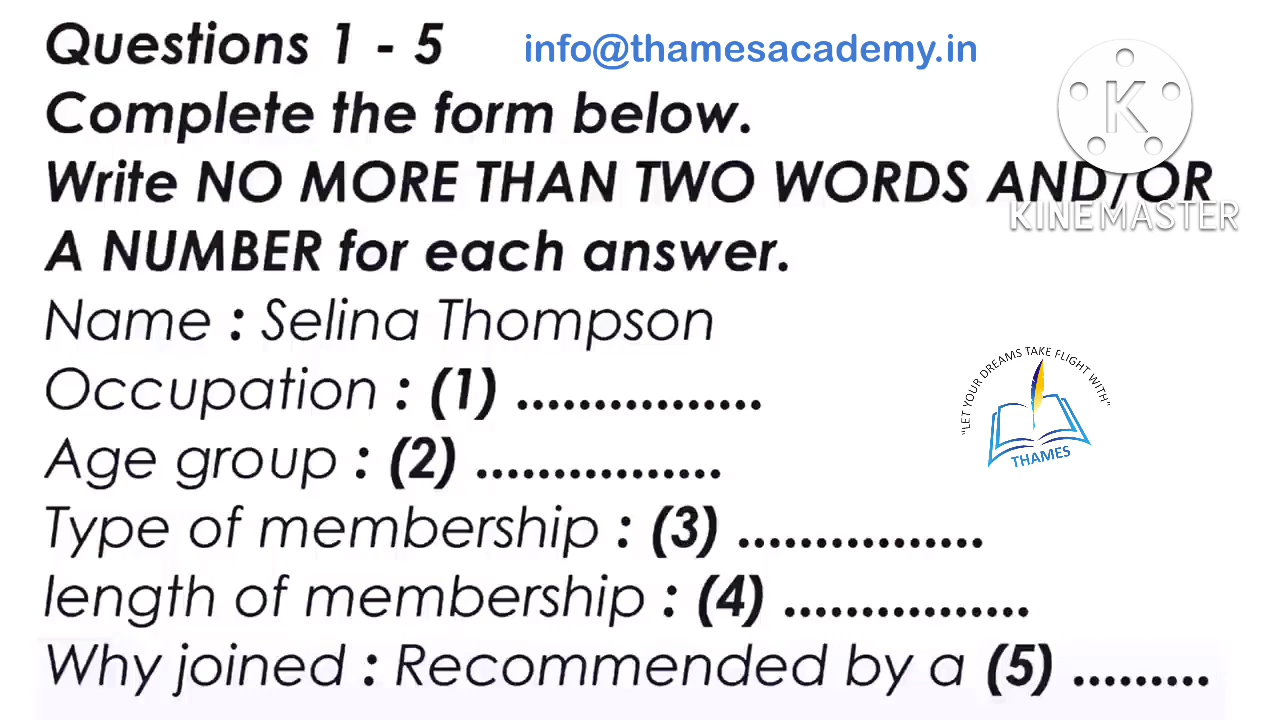 Questions 1 - 5
info@thamesacademy.in
Complete the form below.
Write NO MORE THAN TWO WORDS AND/OR
A NUMBER for each answer.
K
KINEMASTER
Name : Selina Thompson
Occupation : (1) ................
Age group : (2) ................
"LET YOUR DREAMS TAKE FLIGHT WITH"
THAMES
Type of membership : (3) ................
length of membership : (4) ................
Why joined : Recommended by a (5) .........